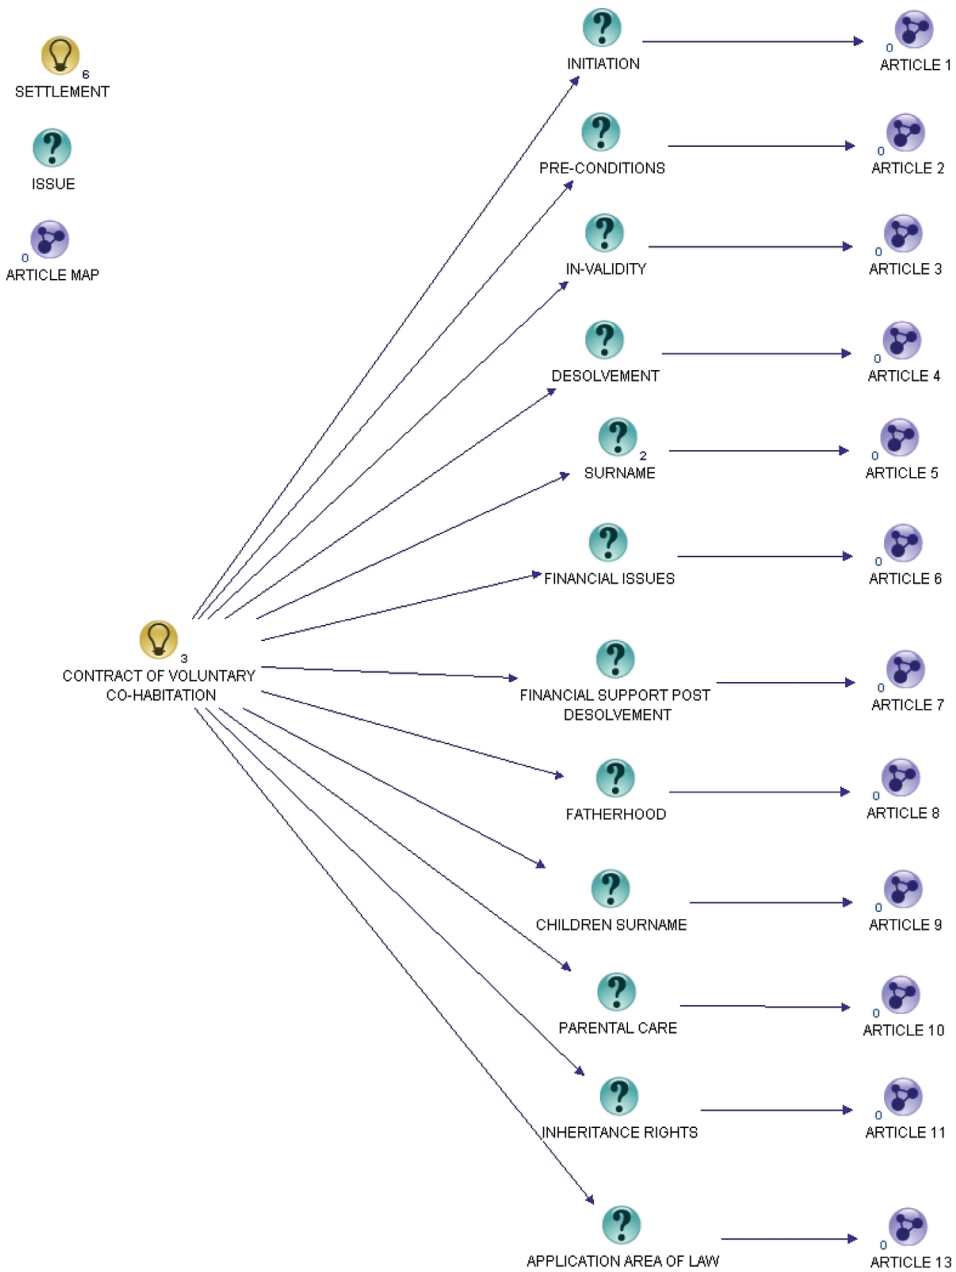 6
SETTLEMENT
?
ISSUE
0
ARTICLE MAP
?
INITIATION
0
ARTICLE 1
?
PRE-CONDITIONS
0
ARTICLE 2
?
IN-VALIDITY
0
ARTICLE 3
?
DESOLVEMENT
0
ARTICLE 4
?
2
SURNAME
0
ARTICLE 5
?
FINANCIAL ISSUES
0
ARTICLE 6
3
CONTRACT OF VOLUNTARY
CO-HABITATION
?
FINANCIAL SUPPORT POST
DESOLVEMENT
0
ARTICLE 7
?
FATHERHOOD
0
ARTICLE 8
?
CHILDREN SURNAME
0
ARTICLE 9
?
PARENTAL CARE
0
ARTICLE 10
?
INHERITANCE RIGHTS
0
ARTICLE 11
?
APPLICATION AREA OF LAW
0
ARTICLE 13